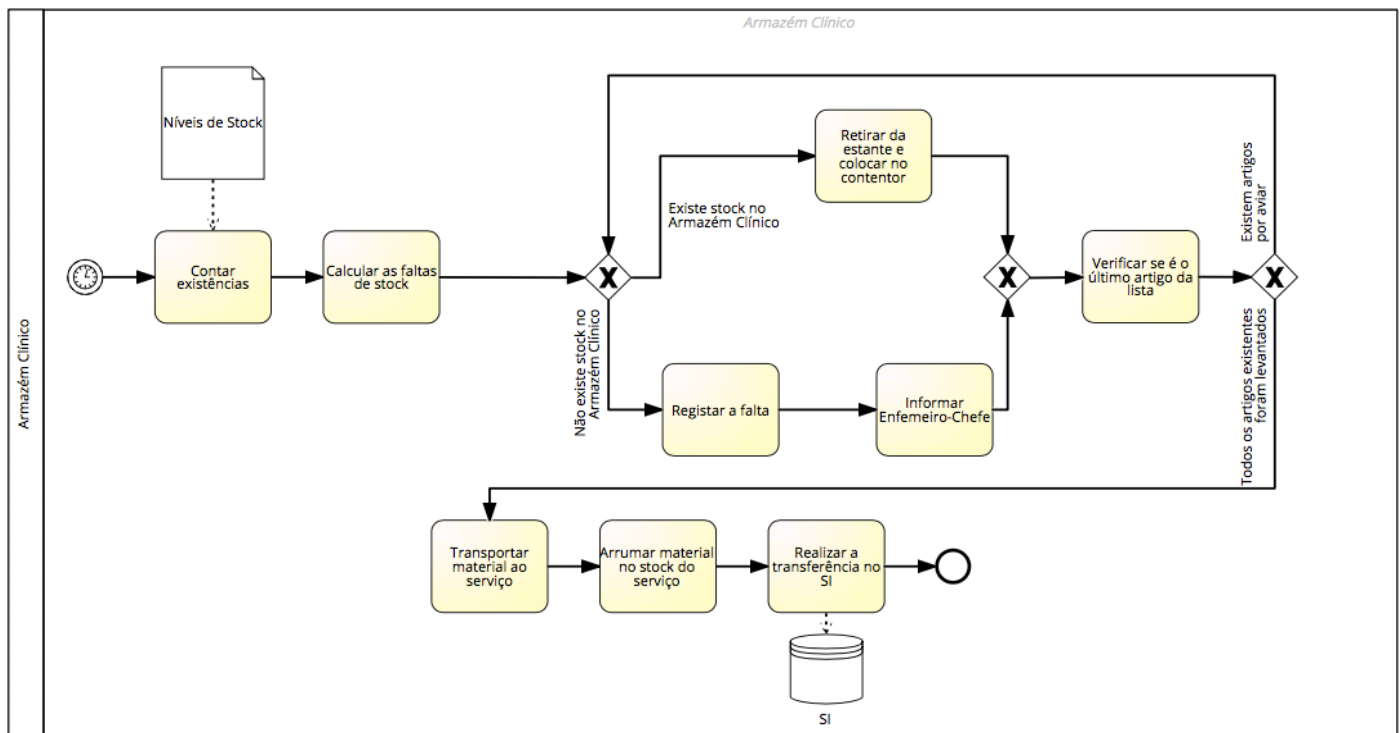 Armazém Clínico
Armazém Clínico
Níveis de Stock
Contar
existências
Calcular as faltas
de stock
Existe stock no
Armazém Clínico
Não existe stock no
Armazém Clínico
Retirar da
estante e
colocar no
contentor
Registar a falta
Informar
Enfemeiro-Chefe
Verificar se é o
último artigo da
lista
Existem artigos
por aviar
Todos os artigos existentes
foram levantados
Transportar
material ao
serviço
Arrumar material
no stock do
serviço
Realizar a
transferência no
SI
SI